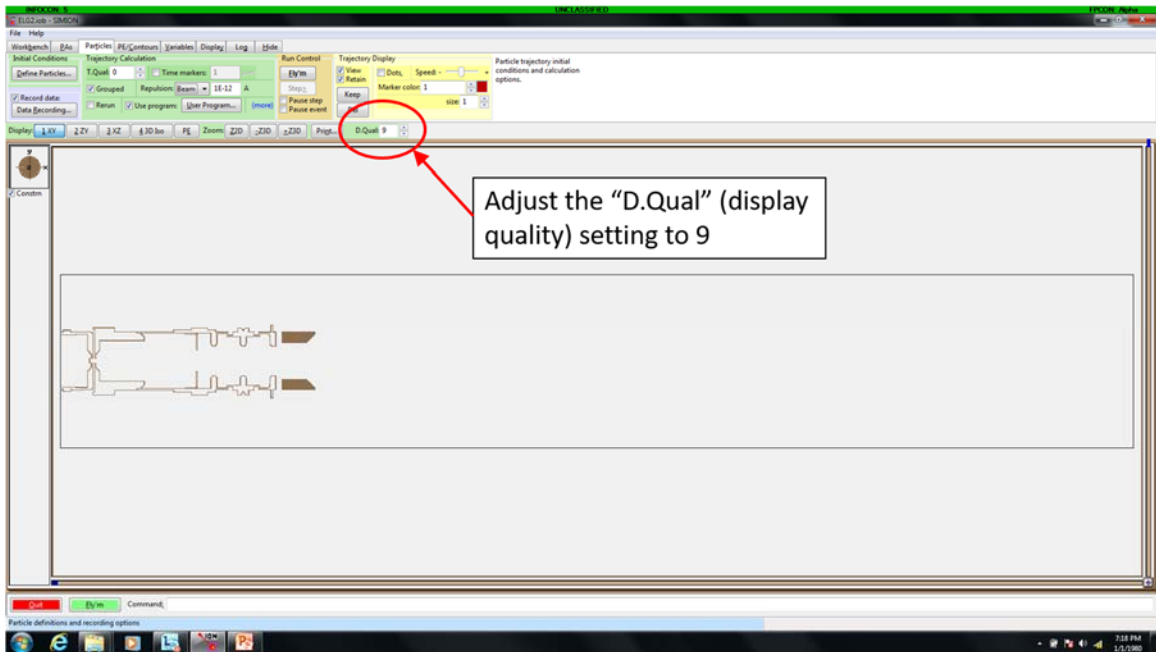 INFOCON: 5 UNCLASSIFIED FPCON: Alpha
ELG2.iob - SIMION
File Help
Workbench PAs Particles PE/Contours Variables Display Log Hide
Initial Conditions Trajectory Calculation Run Control Trajectory Display
Define Particles... T.Qual: 0 Time markers: 1 Fly'm View Dots, Speed: - + Particle trajectory initial
Retain conditions and calculation
Grouped Repulsion: Beam 1E-12 A Step> Keep Marker color: 1 options.
Record data: Rerun Use program: User Program... (more) Pause step size: 1
Data Recording... Pause event
Display: 1 XY 2 ZY 3 XZ 4 3D Iso PE Zoom: Z2D -Z3D +Z3D Print... D.Qual: 9
y
x
Constrn
Adjust the “D.Qual” (display
quality) setting to 9
Quit Fly'm Command:
Particle definitions and recording options
7:18 PM
1/1/1980